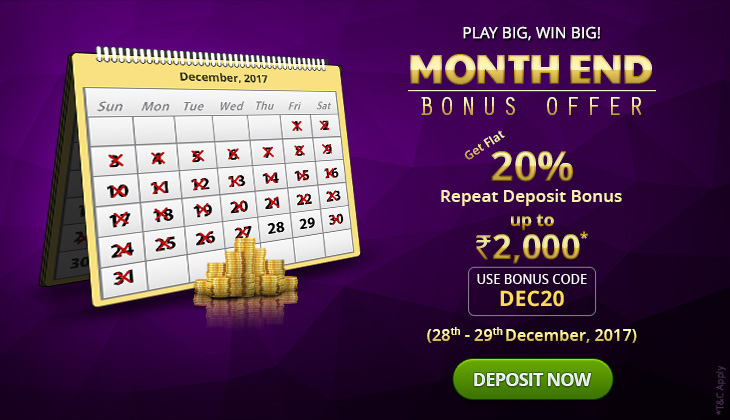 December, 2017
Sun Mon Tue Wed Thu Fri Sat
1 2
3 4 5 6 7 8 9
10 11 12 13 14 15 16
17 18 19 20 21 22 23
24 25 26 27 28 29 30
31
30
PLAY BIG, WIN BIG!
MONTH END
BONUS OFFER
Get Flat
20%
Repeat Deposit Bonus
up to
₹2,000*
USE BONUS CODE
DEC20
(28th - 29th December, 2017)
DEPOSIT NOW
*T&C Apply